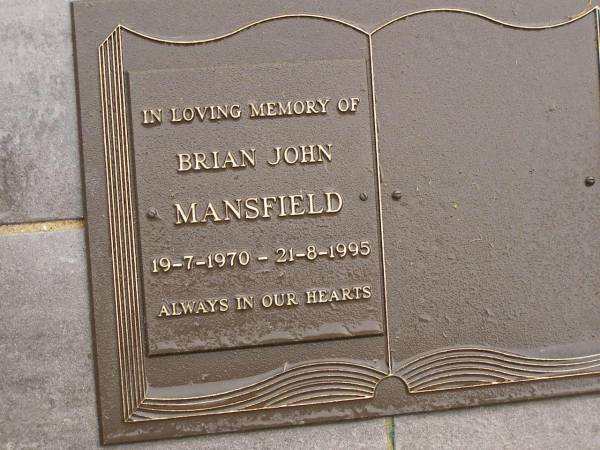 IN LOVING MEMORY OF
BRIAN JOHN
MANSFIELD
19-7-1970 - 21-8-1995
ALWAYS IN OUR HEARTS